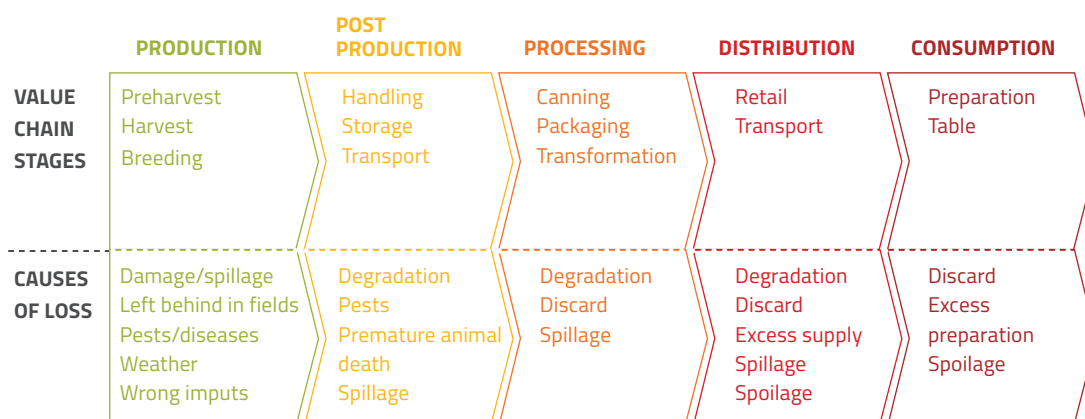 PRODUCTION
POST
PRODUCTION
PROCESSING
DISTRIBUTION
CONSUMPTION
VALUE
CHAIN
STAGES
Preharvest
Harvest
Breeding
Handling
Storage
Transport
Canning
Packaging
Transformation
Retail
Transport
Preparation
Table
CAUSES
OF LOSS
Damage/spillage
Left behind in fields
Pests/diseases
Weather
Wrong imputs
Degradation
Pests
Premature animal
death
Spillage
Degradation
Discard
Spillage
Degradation
Discard
Excess supply
Spillage
Spoilage
Discard
Excess
preparation
Spoilage